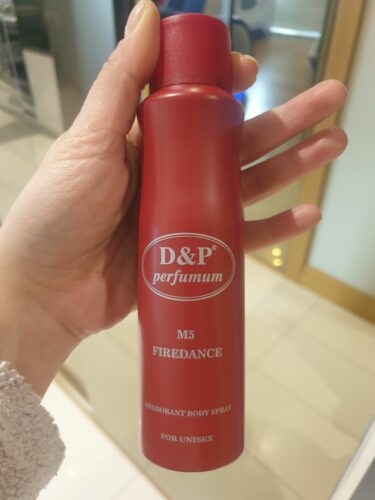 D&P®
perfumum
M5
FIREDANCE
DEODORANT BODY SPRAY
FOR UNISEX